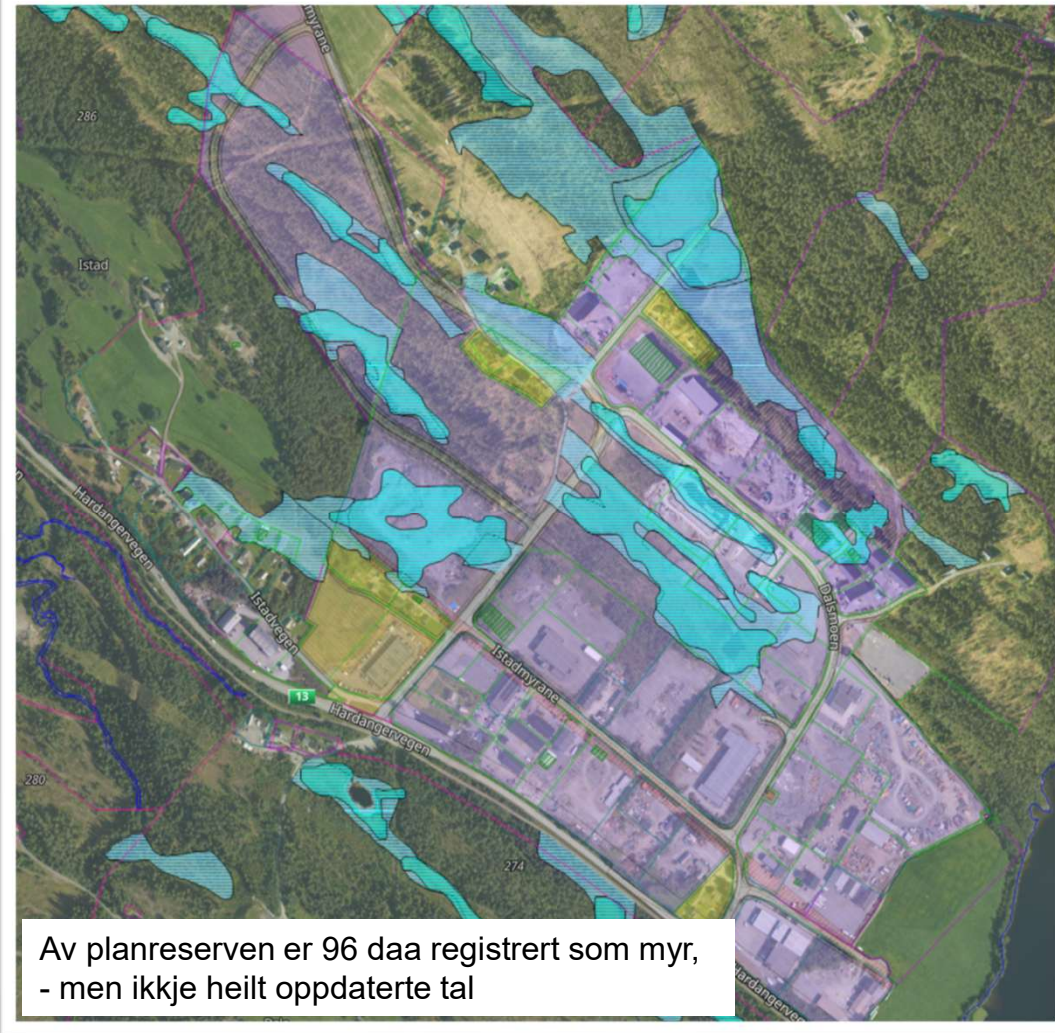 myrane
286
Istad
Hardangervegen
Istadvegen
Dalsmoen
Istadmyrane
13
Hardangervegen
280
274
Av planreserven er 96 daa registrert som myr,
- men ikkje heilt oppdaterte tal
Hardangerveg